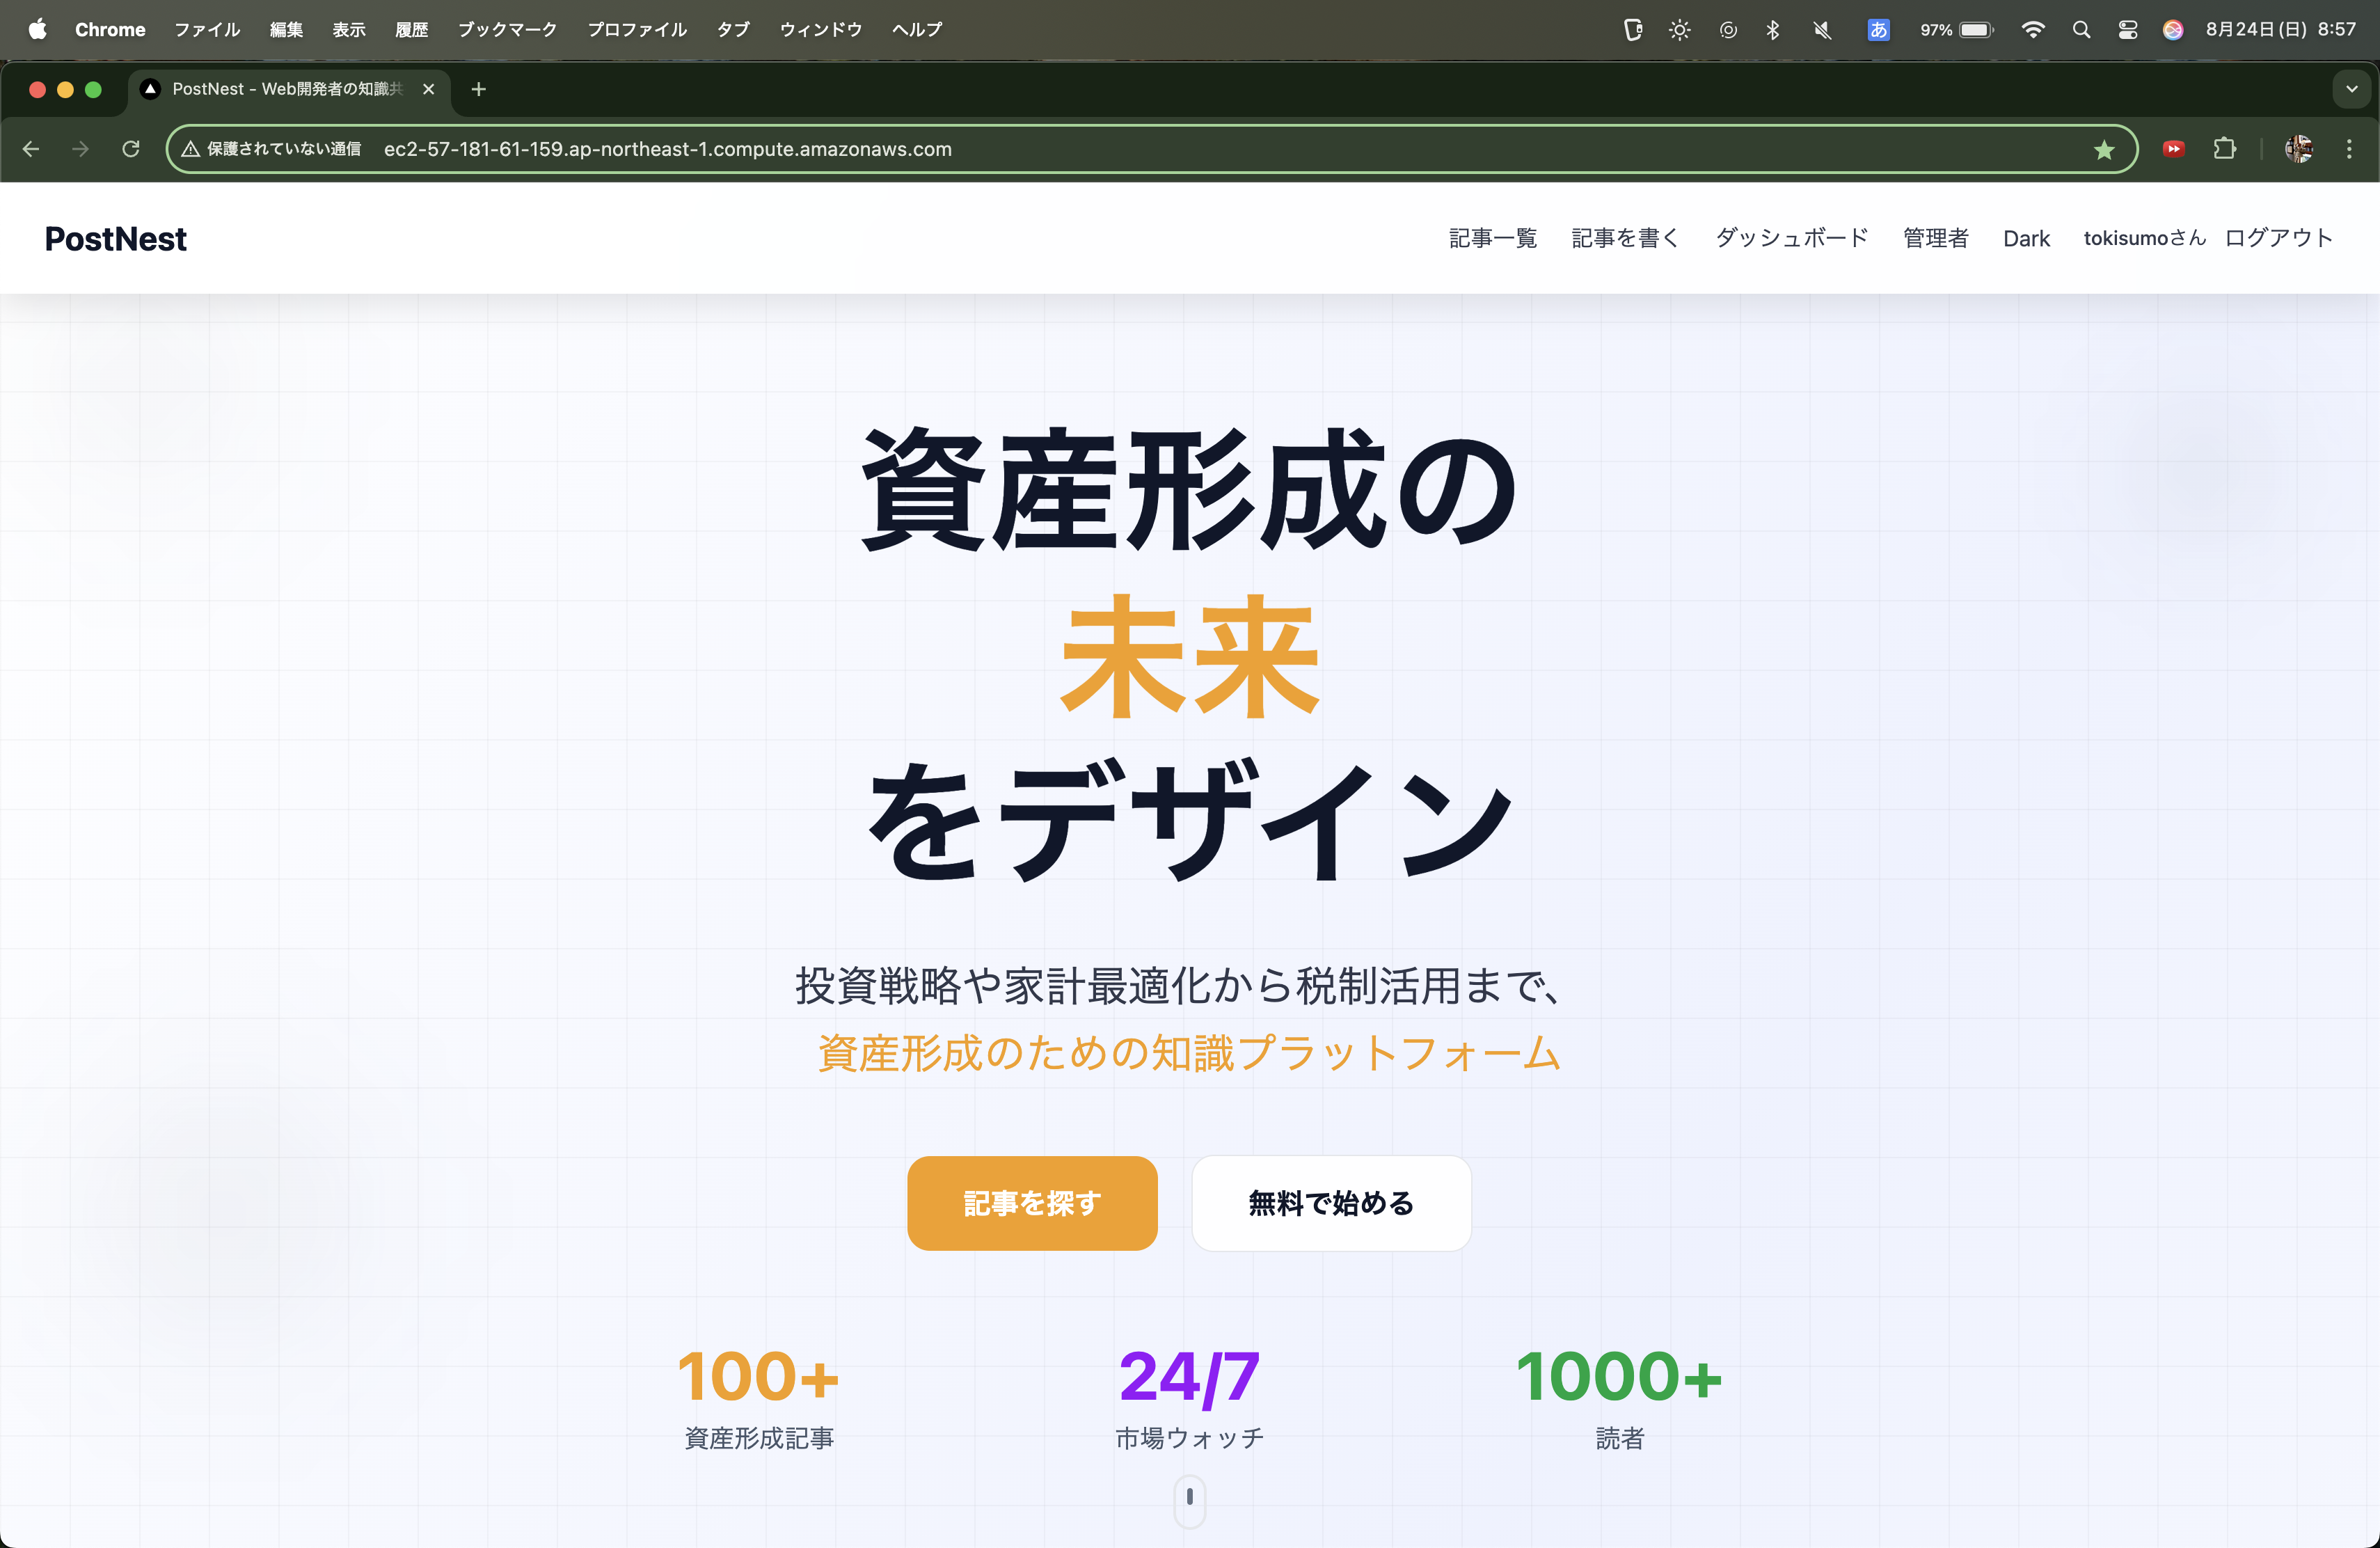 Chrome ファイル 編集 表示 履歴 ブックマーク プロファイル タブ ウィンドウ ヘルプ あ 97% 8月24日(日) 8:57
PostNest - Web開発者の知識共
保護されていない通信 ec2-57-181-61-159.ap-northeast-1.compute.amazonaws.com
PostNest 記事一覧 記事を書く ダッシュボード 管理者 Dark tokisumoさん ログアウト
資産形成の
未来
をデザイン
投資戦略や家計最適化から税制活用まで、
資産形成のための知識プラットフォーム
記事を探す 無料で始める
100+ 24/7 1000+
資産形成記事 市場ウォッチ 読者